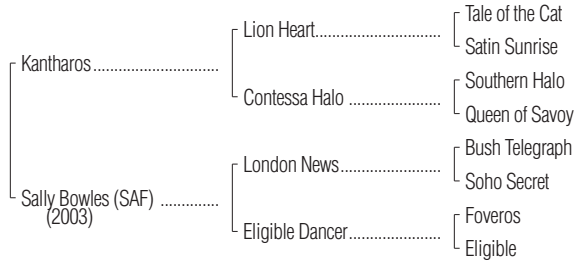 Tale of the Cat
Lion Heart
Satin Sunrise
Kantharos
Southern Halo
Contessa Halo
Queen of Savoy
Bush Telegraph
London News
Soho Secret
Sally Bowles (SAF)
(2003)
Foveros
Eligible Dancer
Eligible